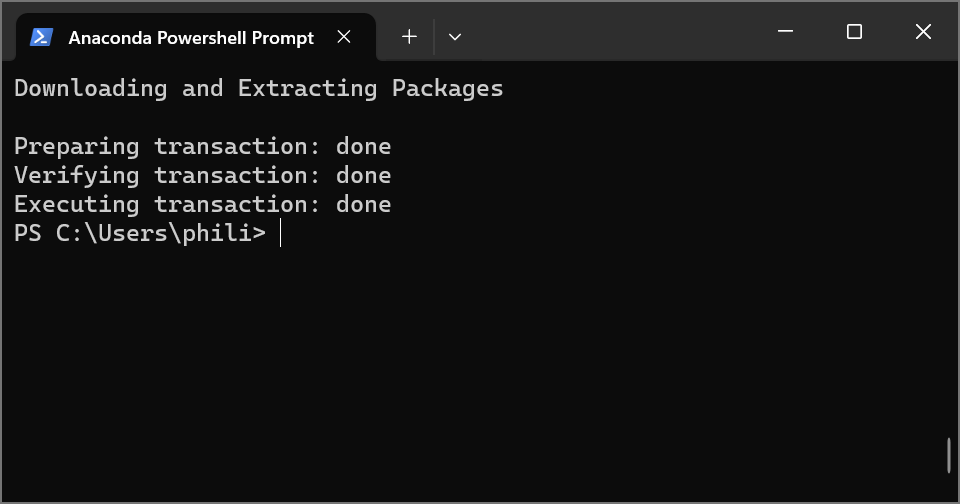 Anaconda Powershell Prompt
Downloading and Extracting Packages
Preparing transaction: done
Verifying transaction: done
Executing transaction: done
PS C:\Users\phili>